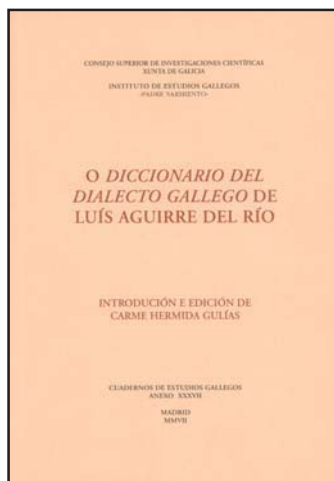 CONSEJO SUPERIOR DE INVESTIGACIONES CIENTÍFICAS
XUNTA DE GALICIA
INSTITUTO DE ESTUDIOS GALLEGOS
«PADRE SARMIENTO»
O DICCIONARIO DEL
DIALECTO GALLEGO DE
LUÍS AGUIRRE DEL RÍO
INTRODUCIÓN E EDICIÓN DE
CARME HERMIDA GULÍAS
CUADERNOS DE ESTUDIOS GALLEGOS
ANEXO XXXVII
MADRID
MMVII